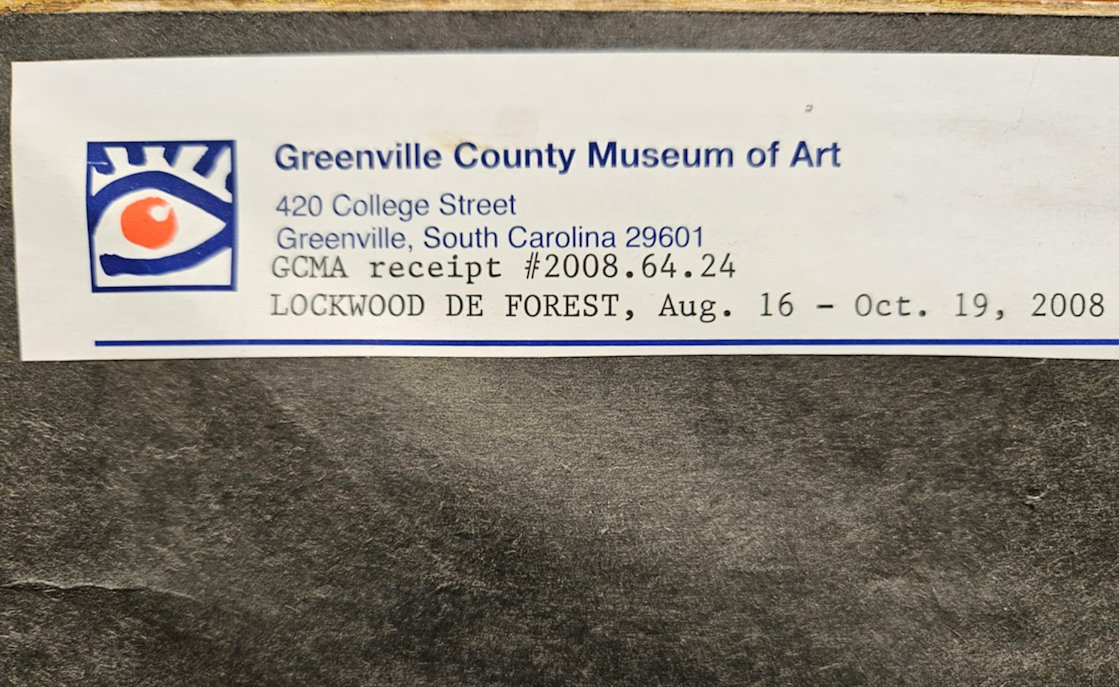 Greenville County Museum of Art
420 College Street
Greenville, South Carolina 29601
GCMA receipt #2008.64.24
LOCKWOOD DE FOREST, Aug. 16 - Oct. 19, 2008